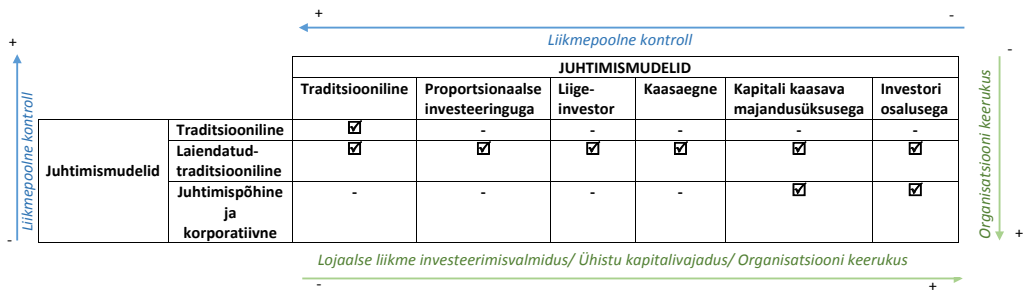 + -
Liikmepoolne kontroll
+ -
JUHTIMISMUDELID
Traditsiooniline Proportsionaalse investeeringuga Liige-investor Kaasaegne Kapitali kaasava majandusüksusega Investori osalusega
Juhtimismudelid
Traditsiooniline ☑ - - - - -
Laiendatud-
traditsiooniline ☑ ☑ ☑ ☑ ☑ ☑
Juhtimispõhine - - - - ☑ ☑
ja
korporatiivne
Liikmepoolne kontroll
Organisatsiooni keerukus
- +
Lojaalse liikme investeerimisvalmidus/ Ühistu kapitalivajadus/ Organisatsiooni keerukus
- +